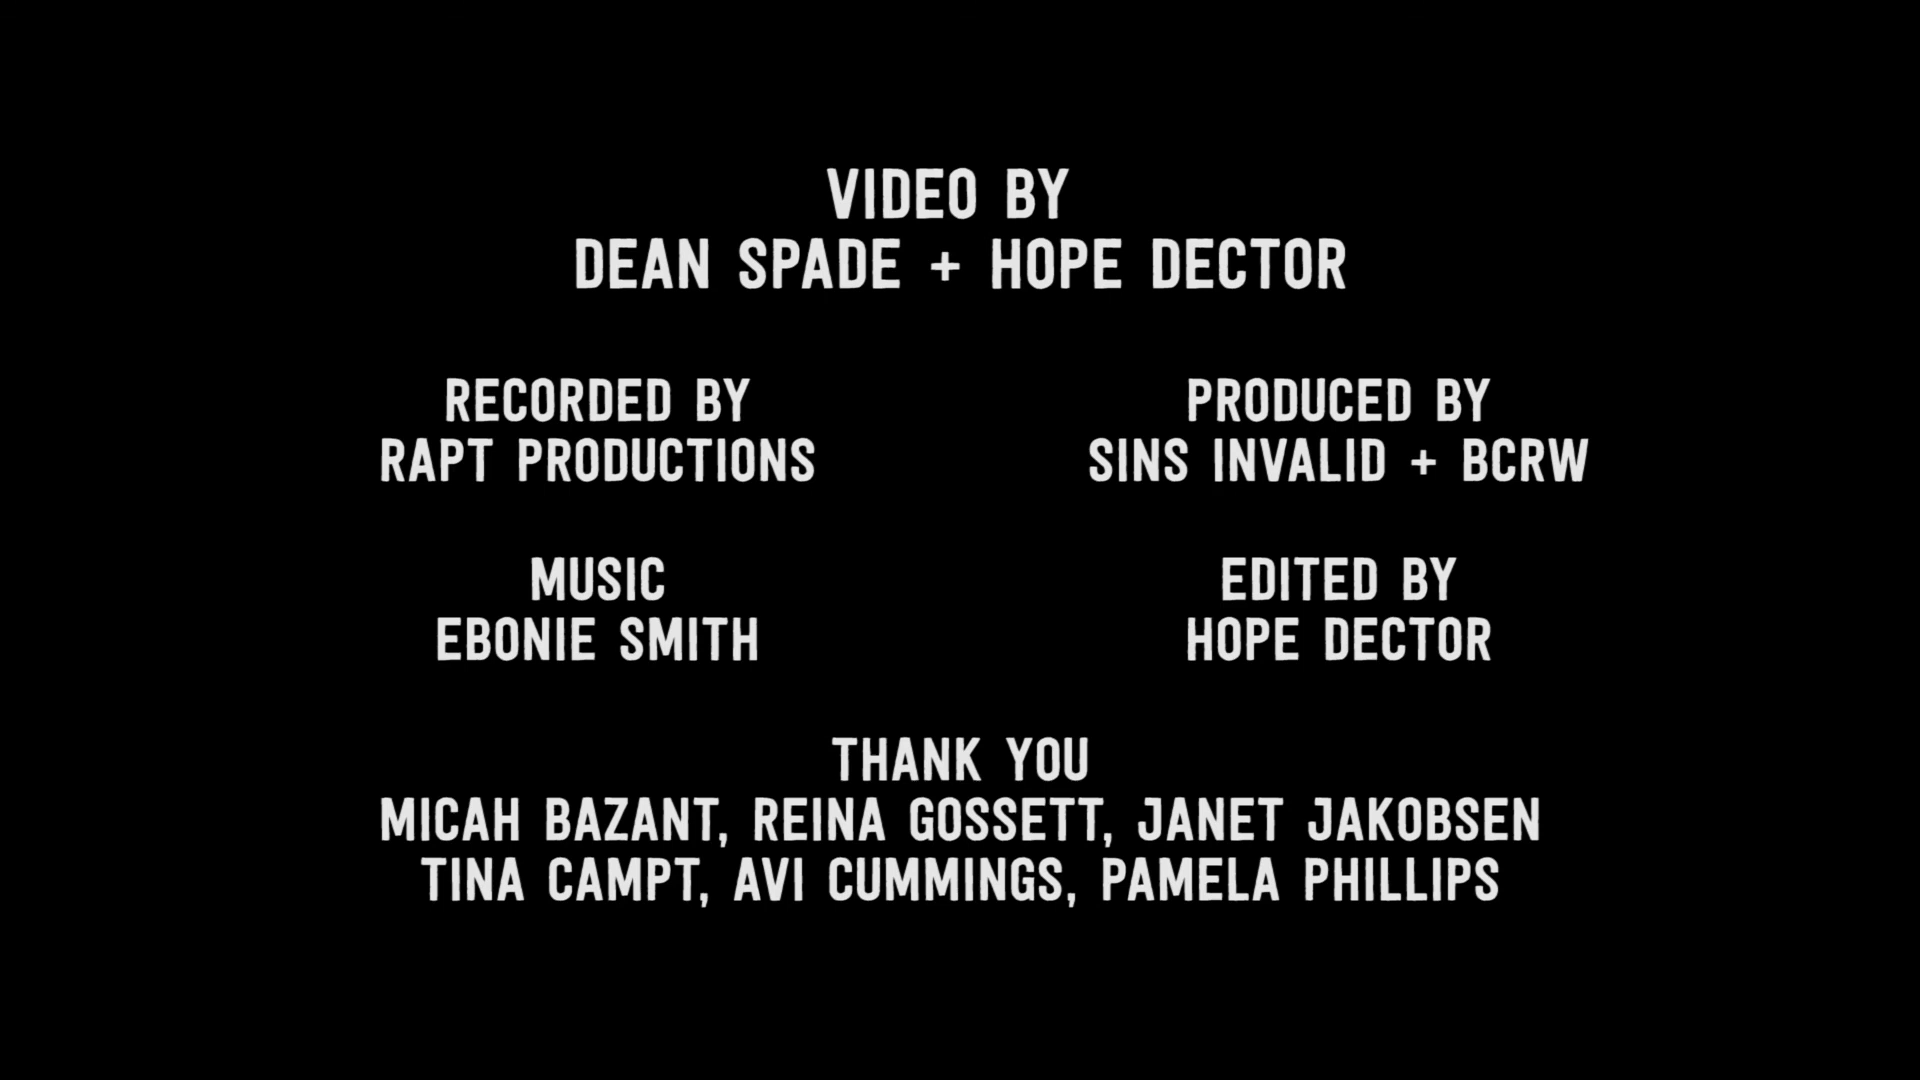 VIDEO BY
DEAN SPADE + HOPE DECTOR
RECORDED BY
RAPT PRODUCTIONS
PRODUCED BY
SINS INVALID + BCRW
MUSIC
EBONIE SMITH
EDITED BY
HOPE DECTOR
THANK YOU
MICAH BAZANT, REINA GOSSETT, JANET JAKOBSEN
TINA CAMPT, AVI CUMMINGS, PAMELA PHILLIPS